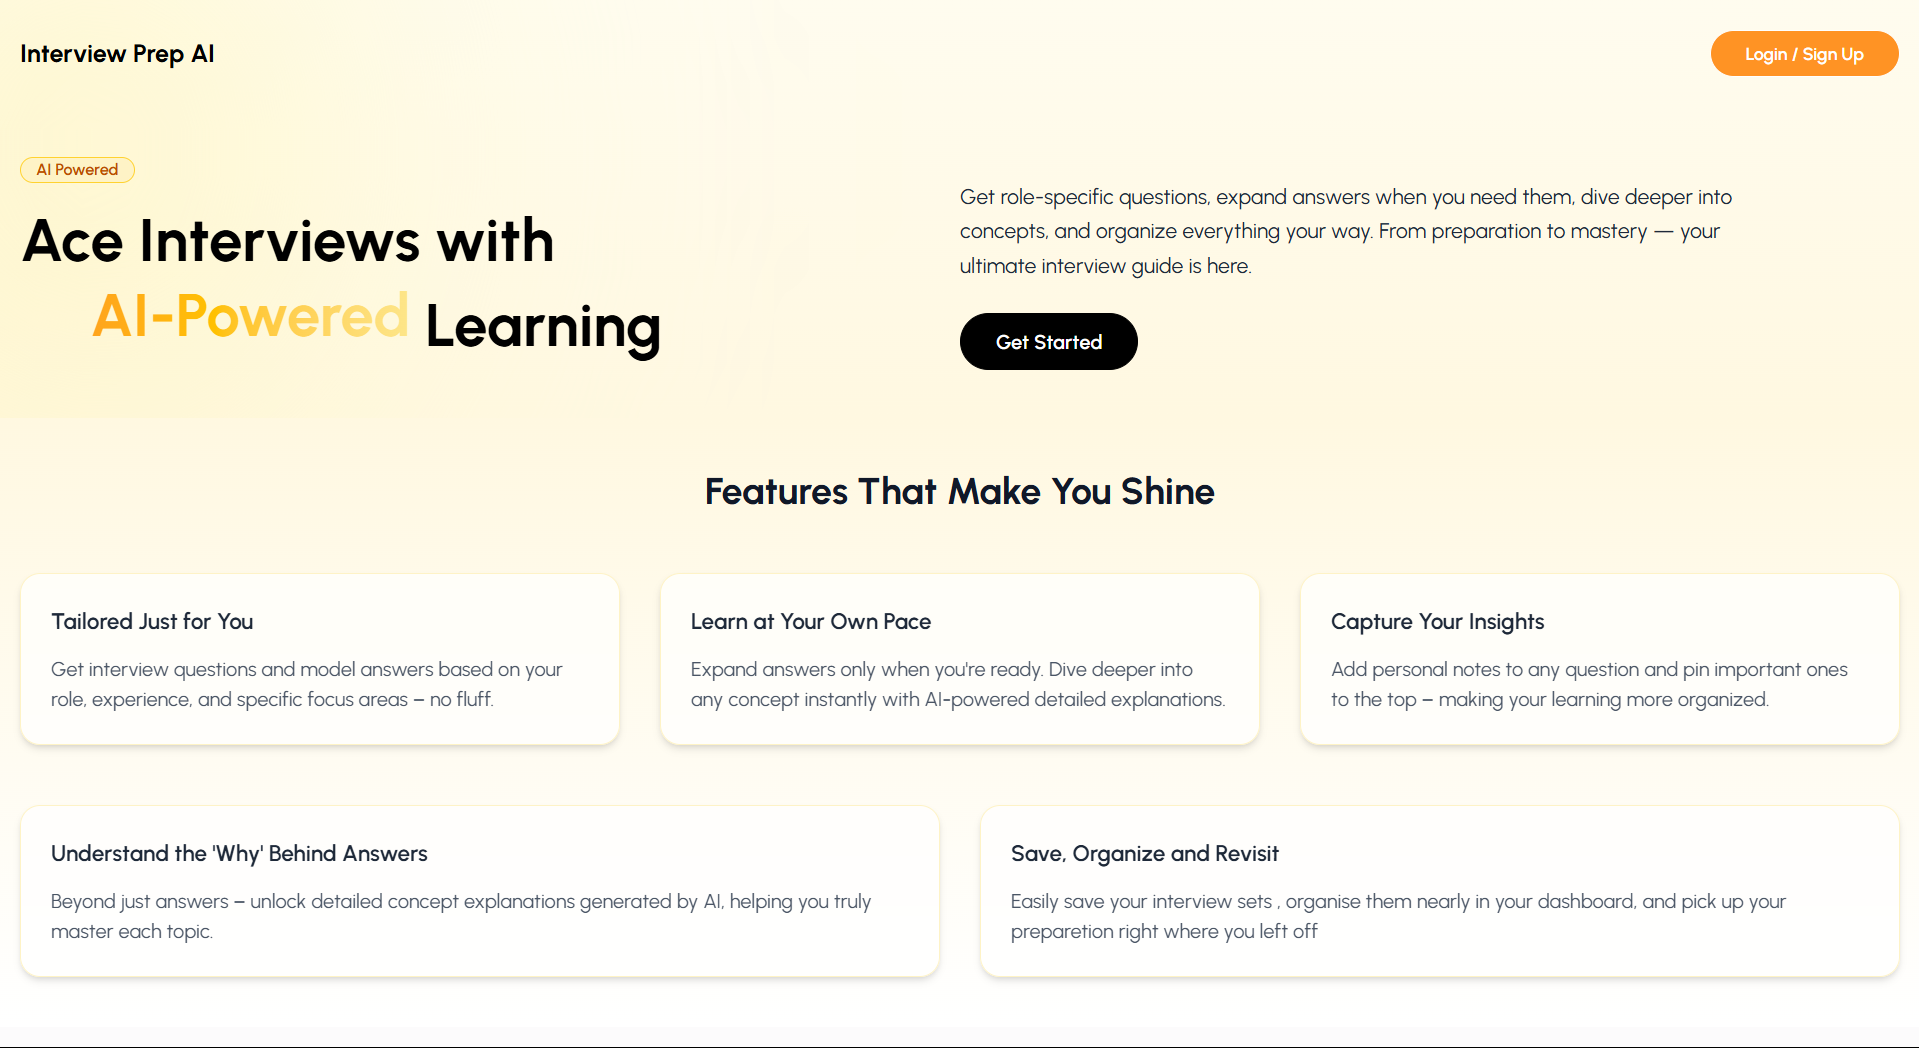 Interview Prep AI
Login / Sign Up
AI Powered
Ace Interviews with
AI-Powered Learning
Get role-specific questions, expand answers when you need them, dive deeper into
concepts, and organize everything your way. From preparation to mastery — your
ultimate interview guide is here.
Get Started
Features That Make You Shine
Tailored Just for You
Get interview questions and model answers based on your
role, experience, and specific focus areas – no fluff.
Learn at Your Own Pace
Expand answers only when you're ready. Dive deeper into
any concept instantly with AI-powered detailed explanations.
Capture Your Insights
Add personal notes to any question and pin important ones
to the top – making your learning more organized.
Understand the 'Why' Behind Answers
Beyond just answers – unlock detailed concept explanations generated by AI, helping you truly
master each topic.
Save, Organize and Revisit
Easily save your interview sets , organise them nearly in your dashboard, and pick up your
preparetion right where you left off